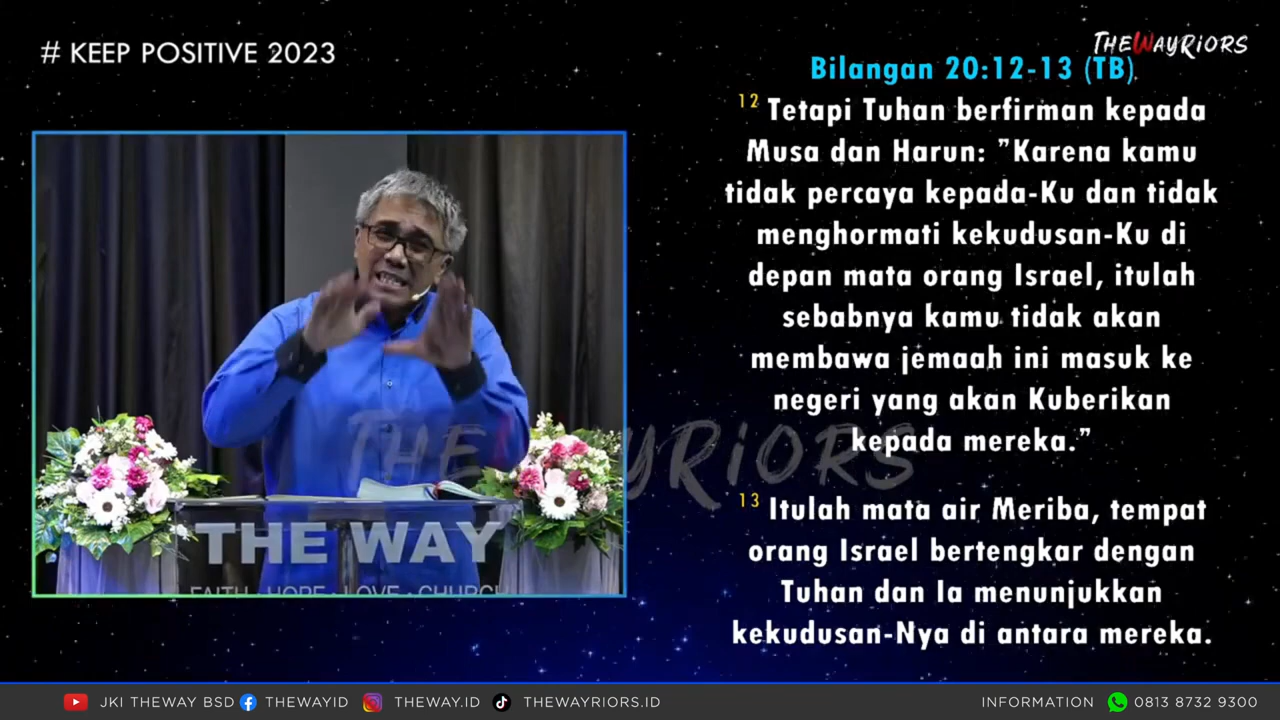 # KEEP POSITIVE 2023
THEWAYRIORS
Bilangan 20:12-13 (TB)
12 Tetapi Tuhan berfirman kepada
Musa dan Harun: ”Karena kamu
tidak percaya kepada-Ku dan tidak
menghormati kekudusan-Ku di
depan mata orang Israel, itulah
sebabnya kamu tidak akan
membawa jemaah ini masuk ke
negeri yang akan Kuberikan
kepada mereka.”
13 Itulah mata air Meriba, tempat
orang Israel bertengkar dengan
Tuhan dan Ia menunjukkan
kekudusan-Nya di antara mereka.
THEWAYRIORS
THE WAY
FAITH · HOPE · LOVE · CHURCH
JKI THEWAY BSD THEWAYID THEWAY.ID THEWAYRIORS.ID INFORMATION 0813 8732 9300